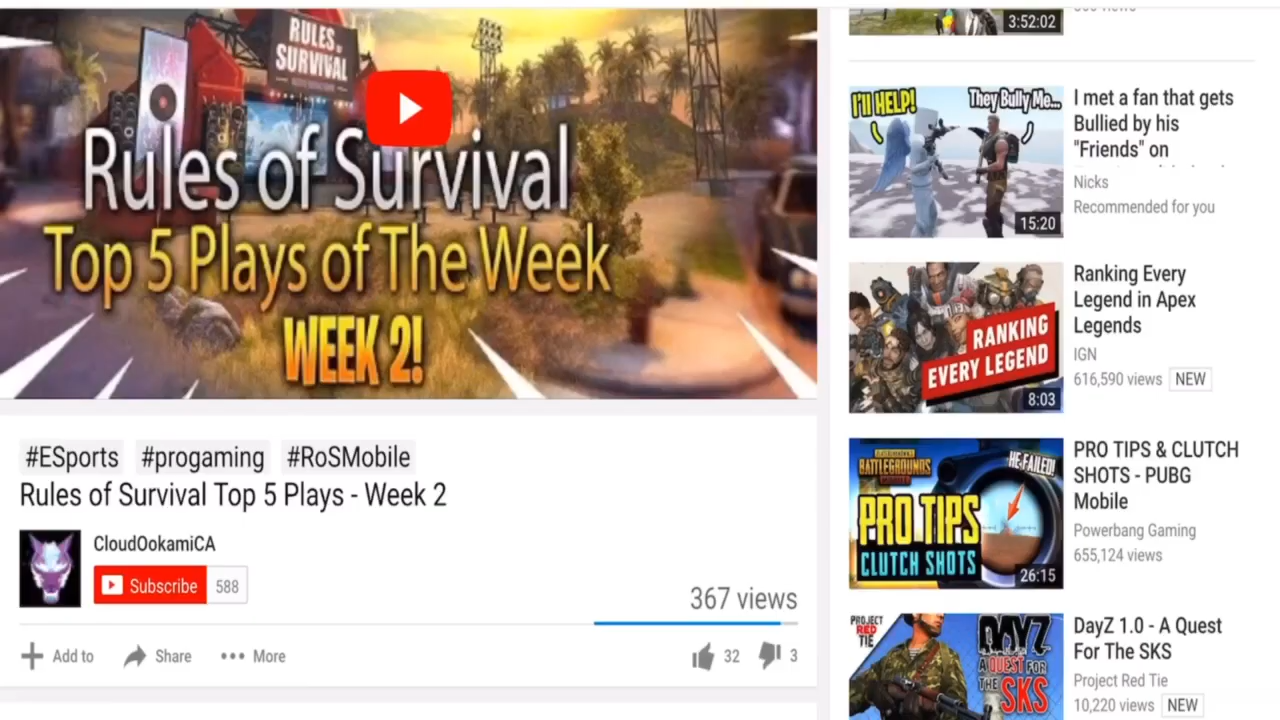 RULES OF
SURVIVAL
Rules of Survival
Top 5 Plays of The Week
WEEK 2!
#ESports #progaming #RoSMobile
Rules of Survival Top 5 Plays - Week 2
CloudOokamiCA
Subscribe 588
367 views
Add to Share More
32 3
3:52:02
I'll HELP!
They Bully Me...
15:20
I met a fan that gets
Bullied by his
"Friends" on
Nicks
Recommended for you
RANKING
EVERY LEGEND
8:03
Ranking Every
Legend in Apex
Legends
IGN
616,590 views NEW
BATTLEGROUNDS
HE FAILED!
PRO TIPS
CLUTCH SHOTS
26:15
PRO TIPS & CLUTCH
SHOTS - PUBG
Mobile
Powerbang Gaming
655,124 views
PROJECT
RED
TIE
DAYZ
A QUEST FOR
THE SKS
DayZ 1.0 - A Quest
For The SKS
Project Red Tie
10,220 views NEW